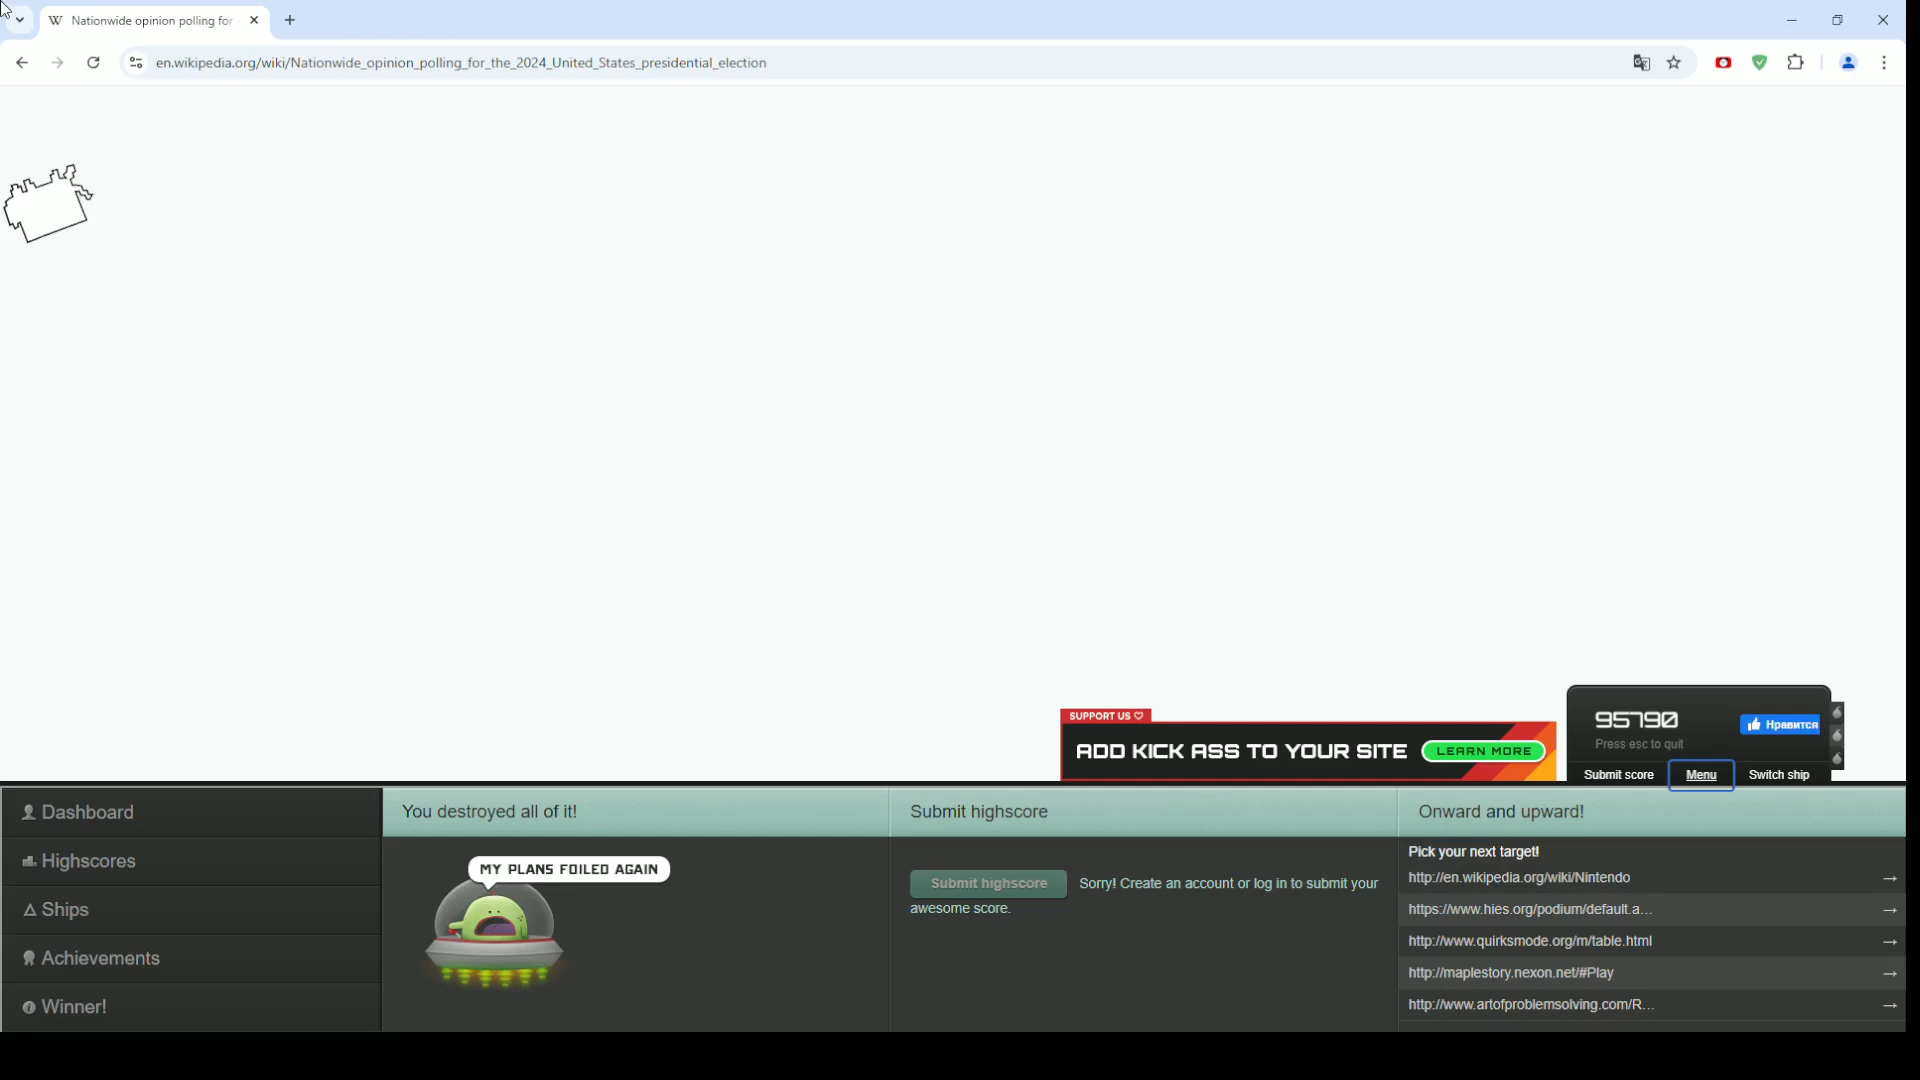 Nationwide opinion polling for
en.wikipedia.org/wiki/Nationwide_opinion_polling_for_the_2024_United_States_presidential_election
SUPPORT US ♡
ADD KICK ASS TO YOUR SITE
LEARN MORE
95790
Нравится
Press esc to quit
Submit score
Menu
Switch ship
Dashboard
Highscores
Ships
Achievements
Winner!
You destroyed all of it!
MY PLANS FOILED AGAIN
Submit highscore
Submit highscore
Sorry! Create an account or log in to submit your
awesome score.
Onward and upward!
Pick your next target!
http://en.wikipedia.org/wiki/Nintendo →
https://www.hies.org/podium/default.a... →
http://www.quirksmode.org/m/table.html →
http://maplestory.nexon.net/#Play →
http://www.artofproblemsolving.com/R... →